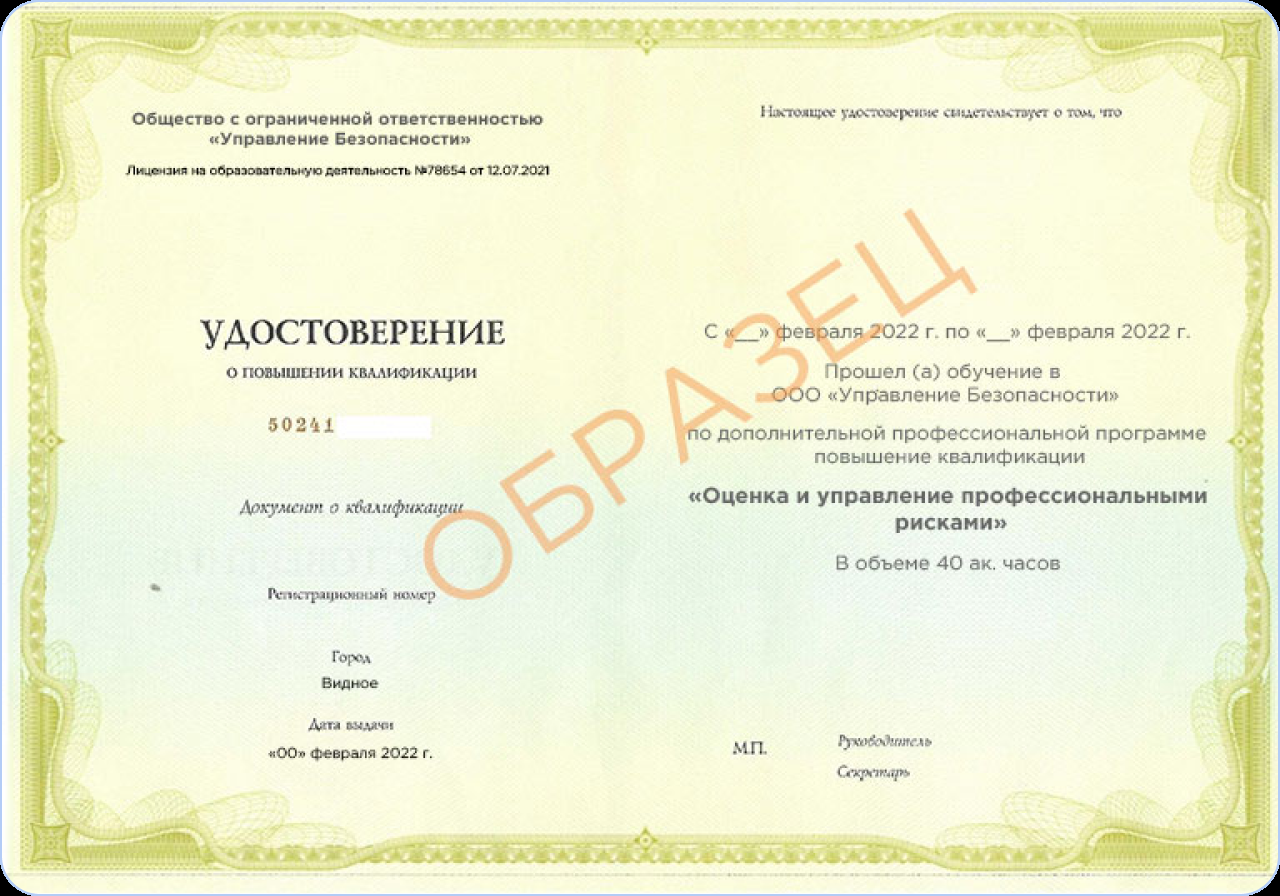 Общество с ограниченной ответственностью
«Управление Безопасности»
Лицензия на образовательную деятельность №78654 от 12.07.2021
УДОСТОВЕРЕНИЕ
О ПОВЫШЕНИИ КВАЛИФИКАЦИИ
50241
Документ о квалификации
Регистрационный номер
Город
Видное
Дата выдачи
«00» февраля 2022 г.
Настоящее удостоверение свидетельствует о том, что
С «__» февраля 2022 г. по «__» февраля 2022 г.
Прошел (а) обучение в
ООО «Управление Безопасности»
по дополнительной профессиональной программе
повышение квалификации
«Оценка и управление профессиональными
рисками»
В объеме 40 ак. часов
М.П.
Руководитель
Секретарь
ОБРАЗЕЦ